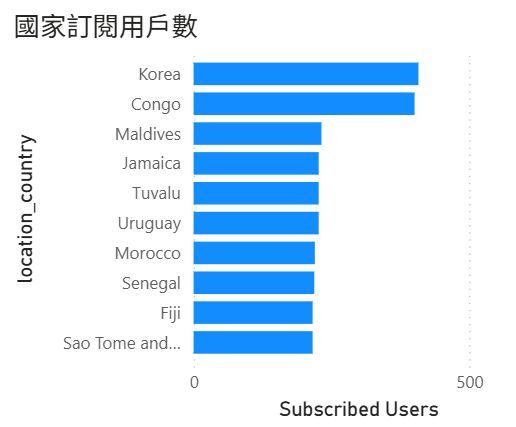 國家訂閱用戶數
location_country
Korea
Congo
Maldives
Jamaica
Tuvalu
Uruguay
Morocco
Senegal
Fiji
Sao Tome and...
0 500
Subscribed Users